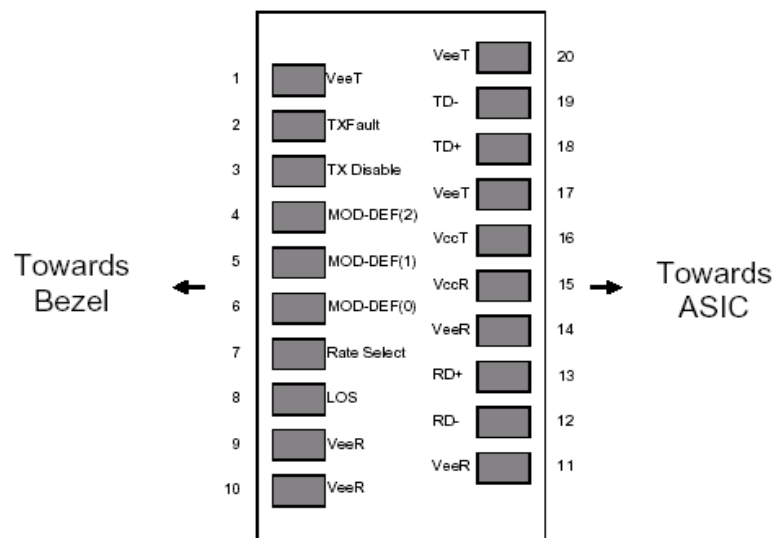 VeeT 20
1 VeeT
TD- 19
2 TXFault
TD+ 18
3 TX Disable
VeeT 17
4 MOD-DEF(2)
VccT 16
Towards
Bezel
5 MOD-DEF(1)
VccR 15
Towards
ASIC
6 MOD-DEF(0)
VeeR 14
7 Rate Select
RD+ 13
8 LOS
RD- 12
9 VeeR
VeeR 11
10 VeeR